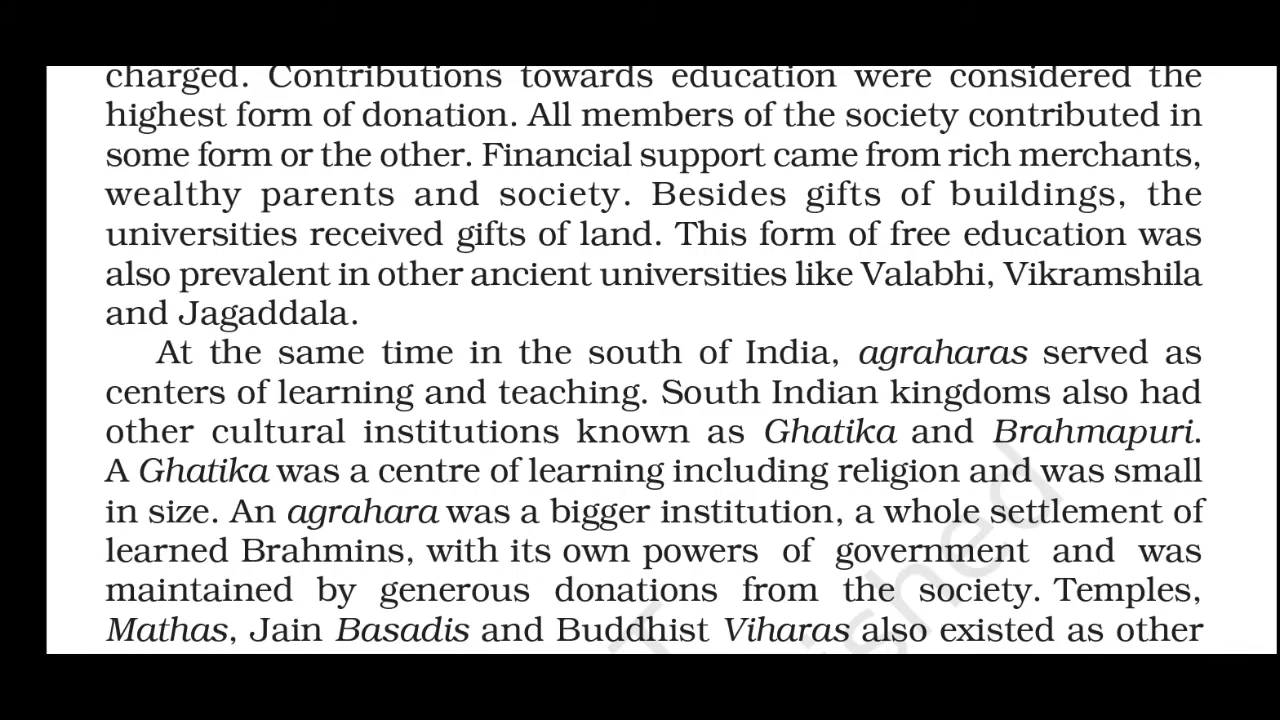 charged. Contributions towards education were considered the
highest form of donation. All members of the society contributed in
some form or the other. Financial support came from rich merchants,
wealthy parents and society. Besides gifts of buildings, the
universities received gifts of land. This form of free education was
also prevalent in other ancient universities like Valabhi, Vikramshila
and Jagaddala.
At the same time in the south of India, agraharas served as
centers of learning and teaching. South Indian kingdoms also had
other cultural institutions known as Ghatika and Brahmapuri.
A Ghatika was a centre of learning including religion and was small
in size. An agrahara was a bigger institution, a whole settlement of
learned Brahmins, with its own powers of government and was
maintained by generous donations from the society. Temples,
Mathas, Jain Basadis and Buddhist Viharas also existed as other